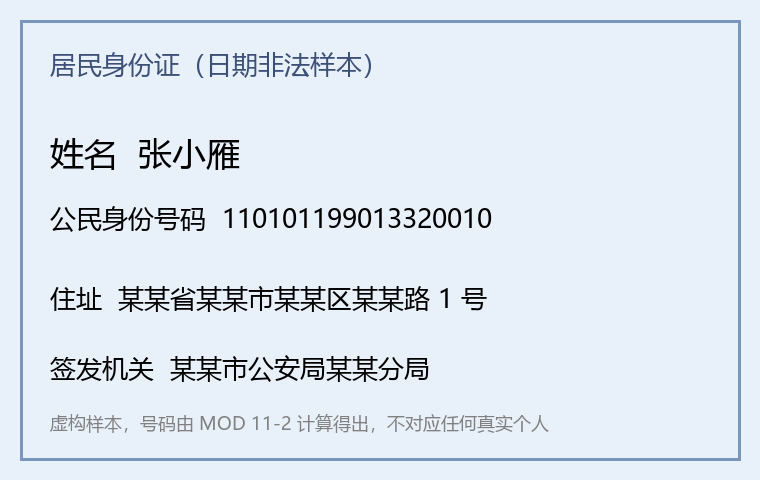 居民身份证（日期非法样本）
姓名 张小雁
公民身份号码 110101199013320010
住址 某某省某某市某某区某某路 1 号
签发机关 某某市公安局某某分局
虚构样本，号码由 MOD 11-2 计算得出，不对应任何真实个人